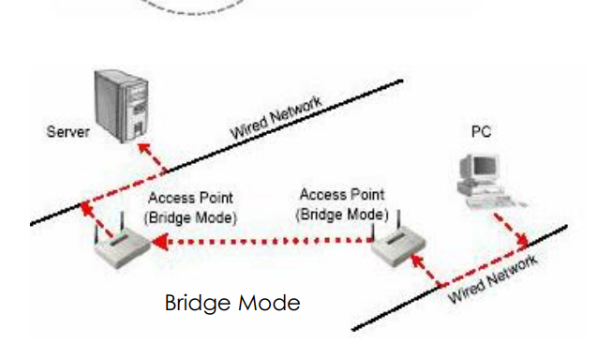 Server
Wired Network
PC
Access Point
(Bridge Mode)
Access Point
(Bridge Mode)
Wired Network
Bridge Mode